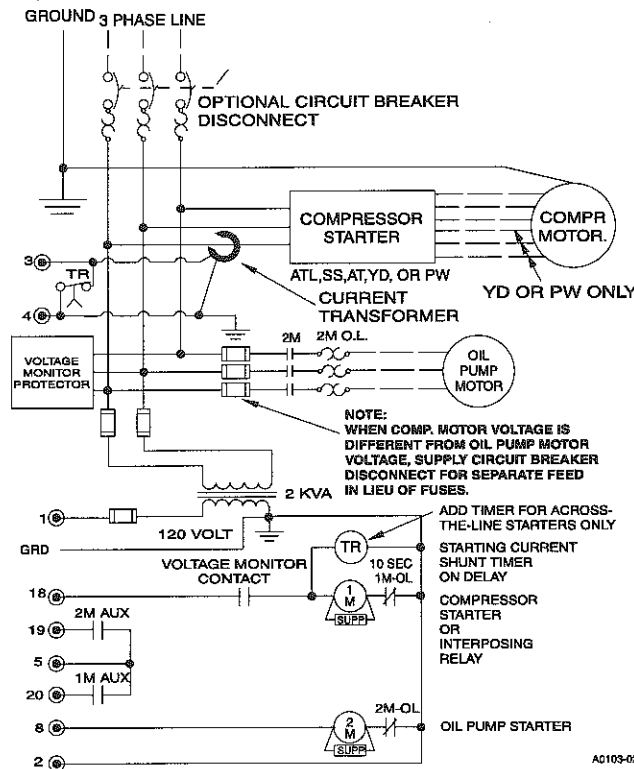 GROUND 3 PHASE LINE
OPTIONAL CIRCUIT BREAKER
DISCONNECT
COMPRESSOR
STARTER
COMPR
MOTOR.
3
TR
ATL,SS,AT,YD, OR PW
YD OR PW ONLY
CURRENT
TRANSFORMER
4
2M
2M O.L.
VOLTAGE
MONITOR
PROTECTOR
OIL
PUMP
MOTOR
NOTE:
WHEN COMP. MOTOR VOLTAGE IS
DIFFERENT FROM OIL PUMP MOTOR
VOLTAGE, SUPPLY CIRCUIT BREAKER
DISCONNECT FOR SEPARATE FEED
IN LIEU OF FUSES.
2 KVA
1
120 VOLT
ADD TIMER FOR ACROSS-
THE-LINE STARTERS ONLY
GRD
TR
STARTING CURRENT
SHUNT TIMER
ON DELAY
VOLTAGE MONITOR
CONTACT
10 SEC
1M-OL
18
1
M
SUPP
COMPRESSOR
STARTER
OR
INTERPOSING
RELAY
2M AUX
19
5
1M AUX
20
2M-OL
8
2
M
SUPP
OIL PUMP STARTER
2
A0103-02